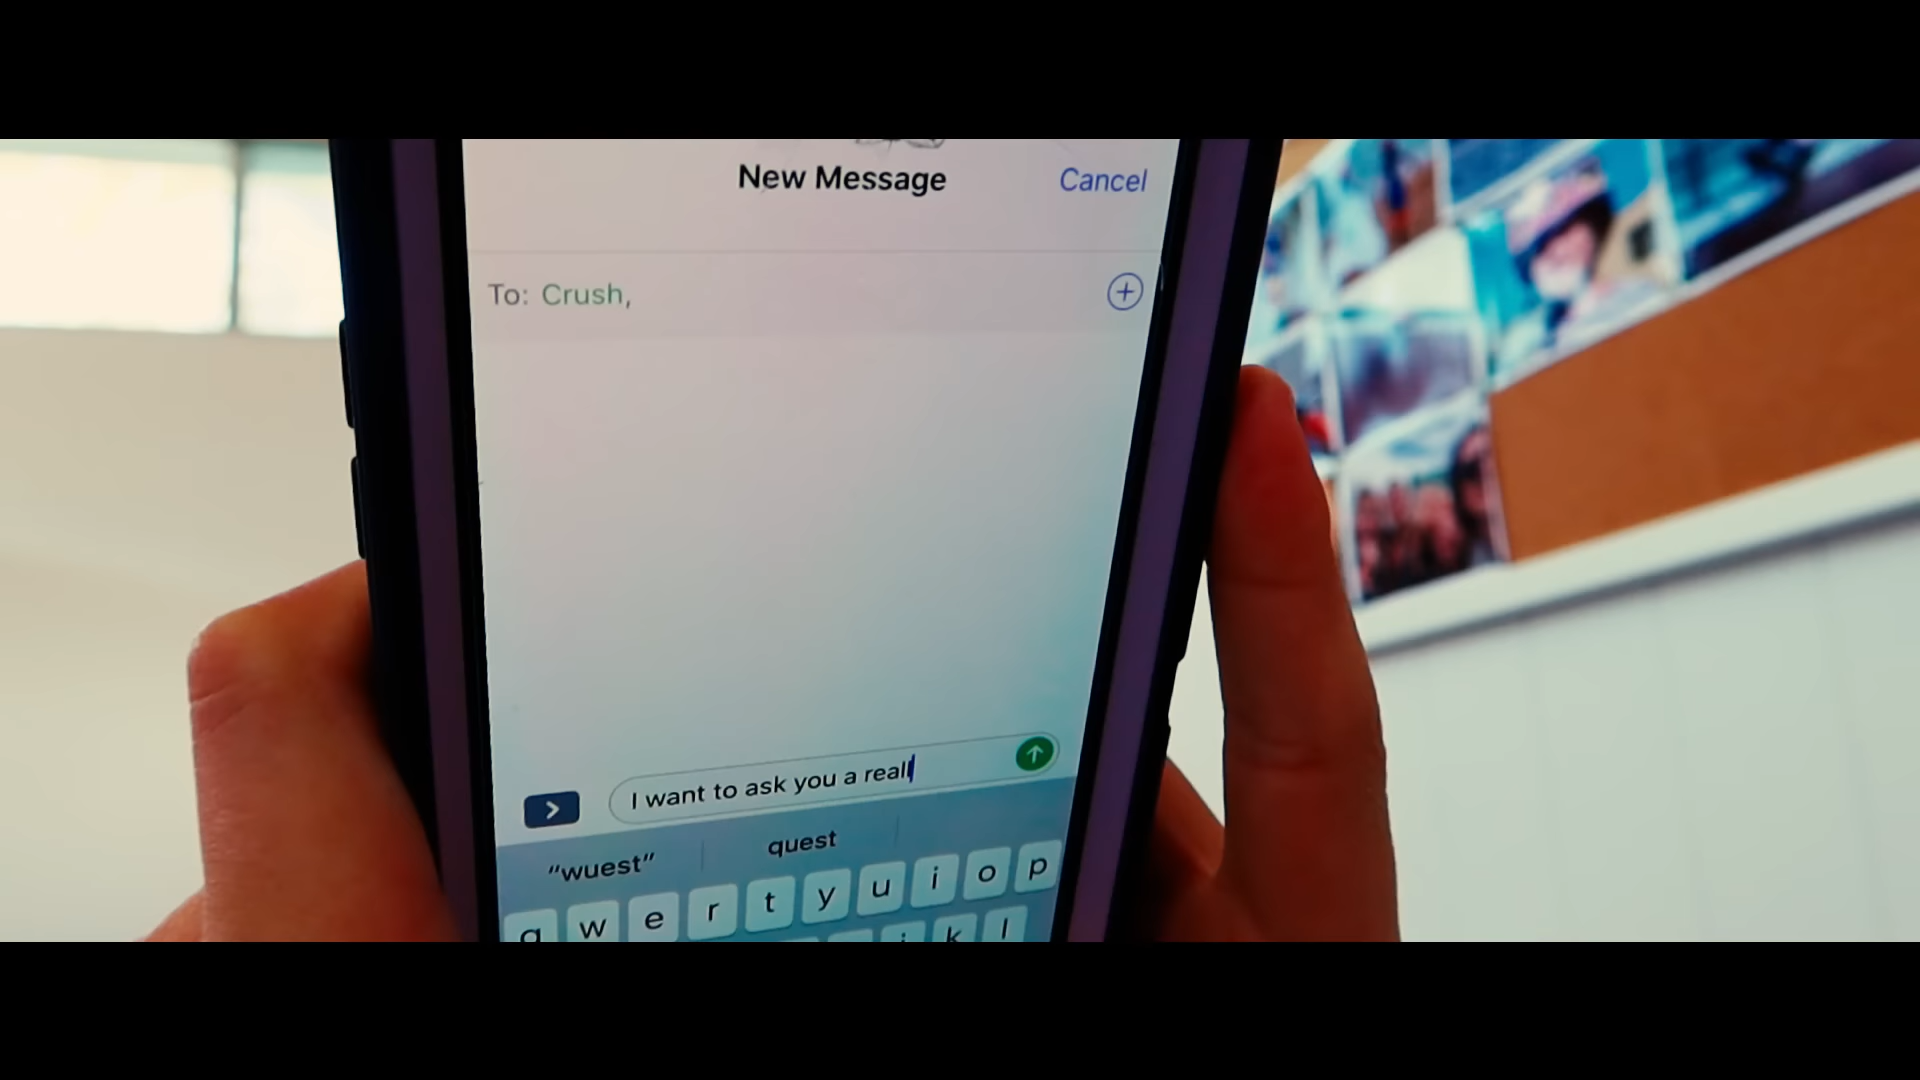 New Message
Cancel
To: Crush,
I want to ask you a reall
“wuest”
quest
q w e r t y u i o p
k l